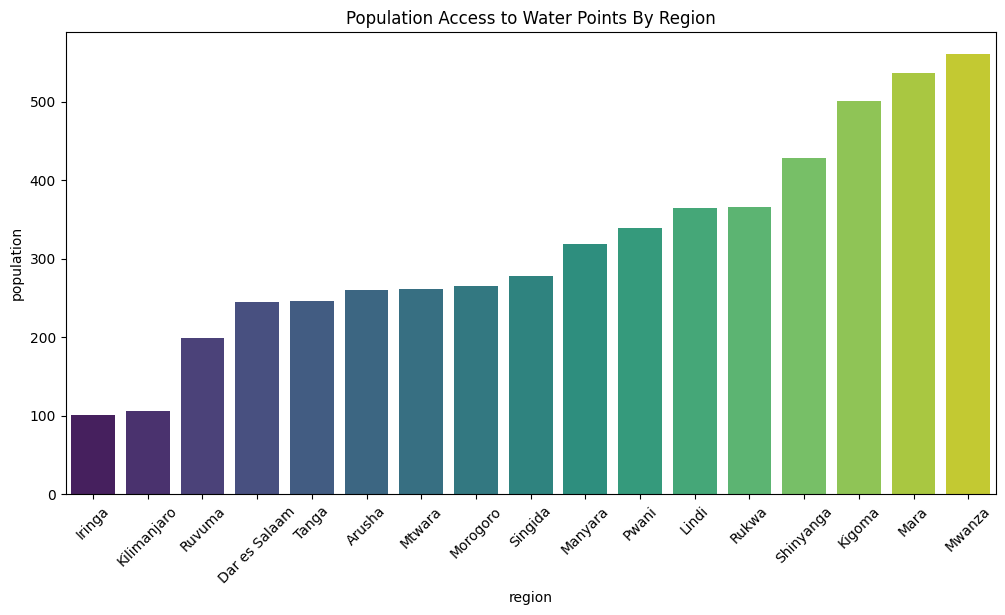 Population Access to Water Points By Region
population
500
400
300
200
100
0
Iringa
Kilimanjaro
Ruvuma
Dar es Salaam
Tanga
Arusha
Mtwara
Morogoro
Singida
Manyara
Pwani
Lindi
Rukwa
Shinyanga
Kigoma
Mara
Mwanza
region